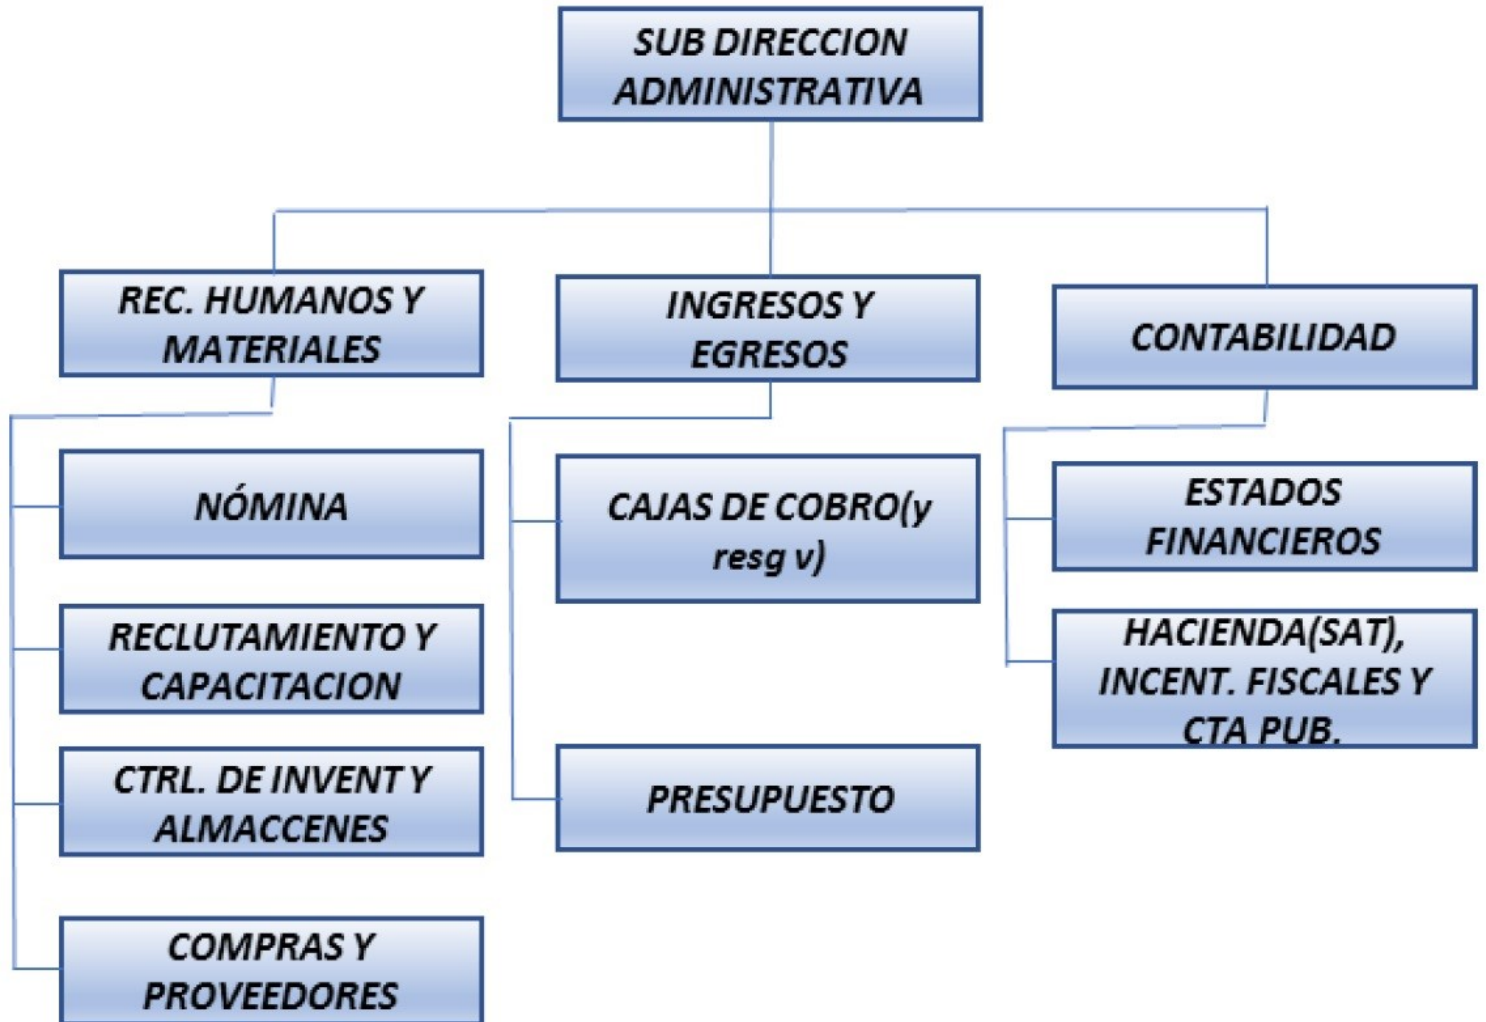 SUB DIRECCION
ADMINISTRATIVA
REC. HUMANOS Y
MATERIALES
NÓMINA
RECLUTAMIENTO Y
CAPACITACION
CTRL. DE INVENT Y
ALMACCENES
COMPRAS Y
PROVEEDORES
INGRESOS Y
EGRESOS
CAJAS DE COBRO(y
resg v)
PRESUPUESTO
CONTABILIDAD
ESTADOS
FINANCIEROS
HACIENDA(SAT),
INCENT. FISCALES Y
CTA PUB.